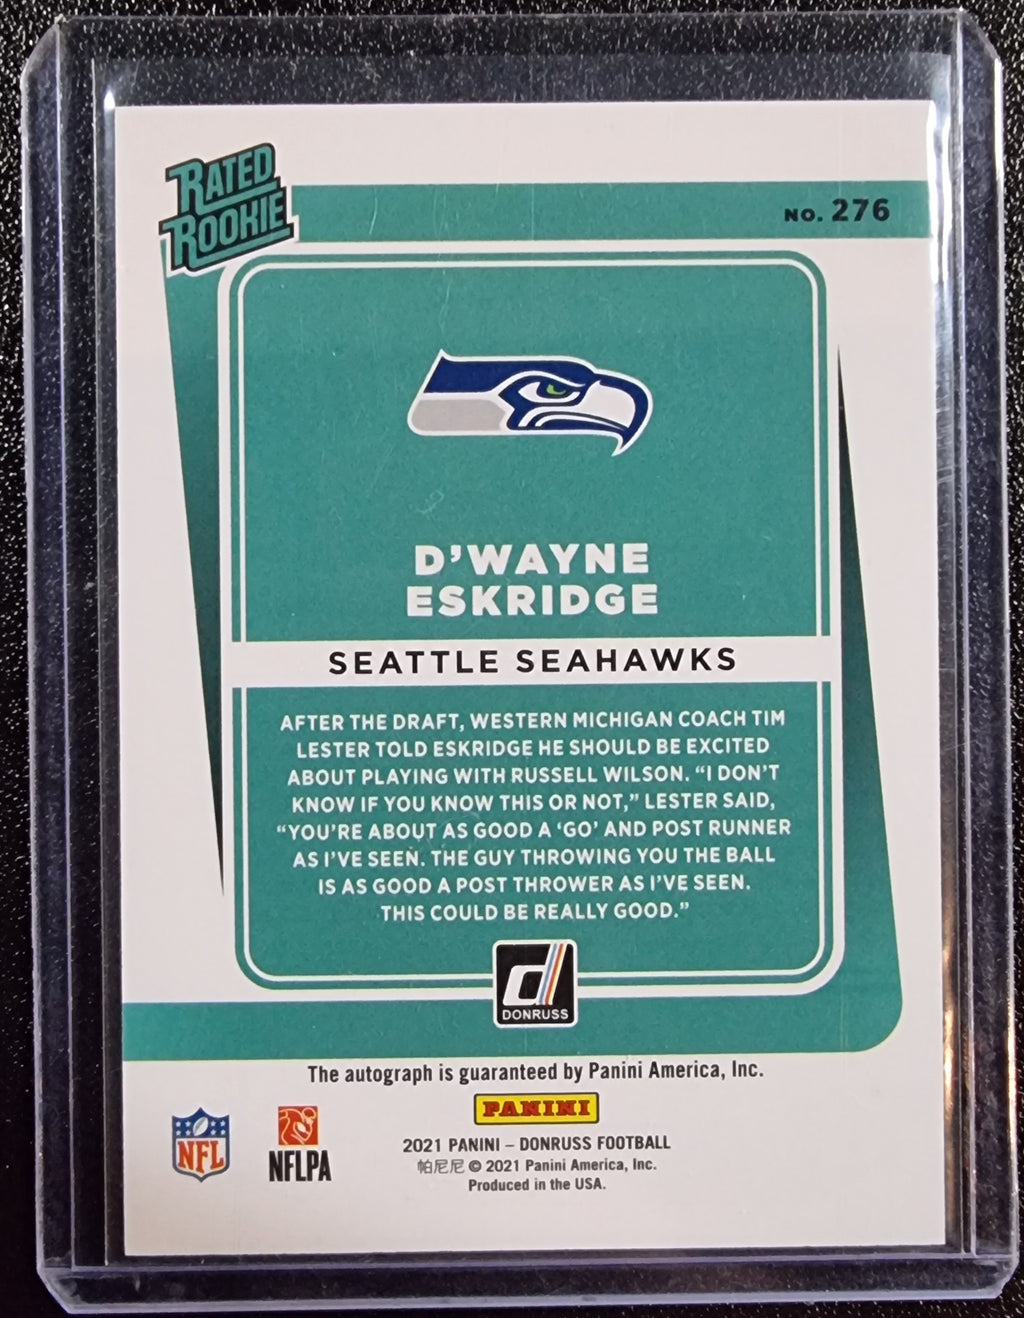 RATED
ROOKIE
NO. 276
D'WAYNE
ESKRIDGE
SEATTLE SEAHAWKS
AFTER THE DRAFT, WESTERN MICHIGAN COACH TIM
LESTER TOLD ESKRIDGE HE SHOULD BE EXCITED
ABOUT PLAYING WITH RUSSELL WILSON. “I DON'T
KNOW IF YOU KNOW THIS OR NOT,” LESTER SAID,
“YOU'RE ABOUT AS GOOD A ‘GO’ AND POST RUNNER
AS I'VE SEEN. THE GUY THROWING YOU THE BALL
IS AS GOOD A POST THROWER AS I'VE SEEN.
THIS COULD BE REALLY GOOD.”
d
DONRUSS
The autograph is guaranteed by Panini America, Inc.
PANINI
NFL
NFLPA
2021 PANINI – DONRUSS FOOTBALL
帕尼尼 © 2021 Panini America, Inc.
Produced in the USA.